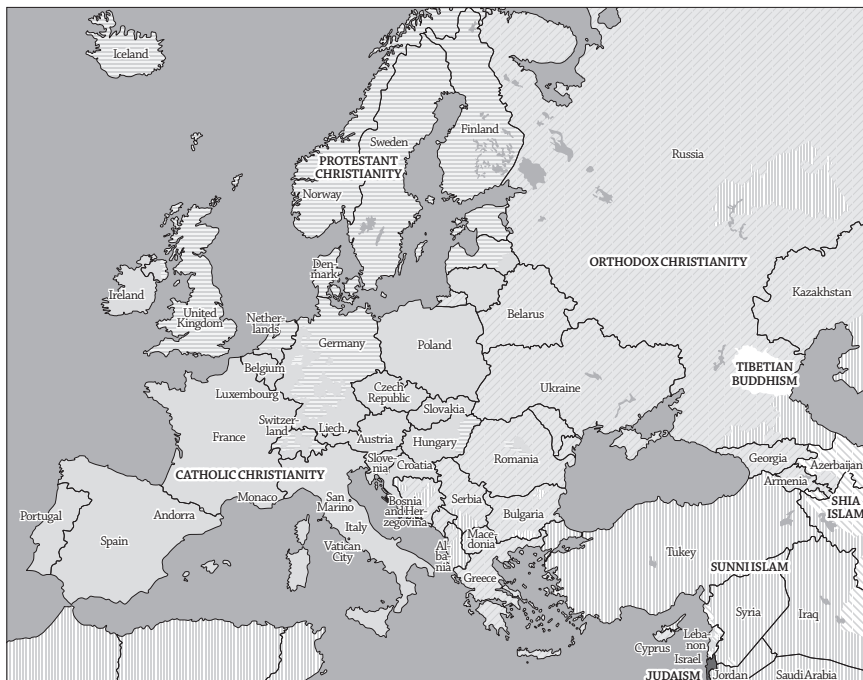 Iceland
Finland
Sweden
Russia
PROTESTANT
CHRISTIANITY
Norway
ORTHODOX CHRISTIANITY
Den-
mark
Kazakhstan
Ireland
United
Kingdom
Nether-
lands
Belarus
Germany
Poland
Belgium
TIBETIAN
BUDDHISM
Luxembourg
Czech
Republic
Ukraine
Slovakia
Switzer-
land
Liech.
France
Austria
Hungary
Romania
Slove-
nia
Croatia
Georgia
Azerbaijan
CATHOLIC CHRISTIANITY
Armenia
Monaco
San
Marino
Bosnia
and Her-
zegovina
Serbia
Bulgaria
SHIA
ISLAM
Portugal
Andorra
Spain
Italy
Vatican
City
Al-
ba-
nia
Mace-
donia
Tukey
Greece
SUNNI ISLAM
Syria
Iraq
Cyprus
Leba-
non
Israel
JUDAISM
Jordan
Saudi Arabia